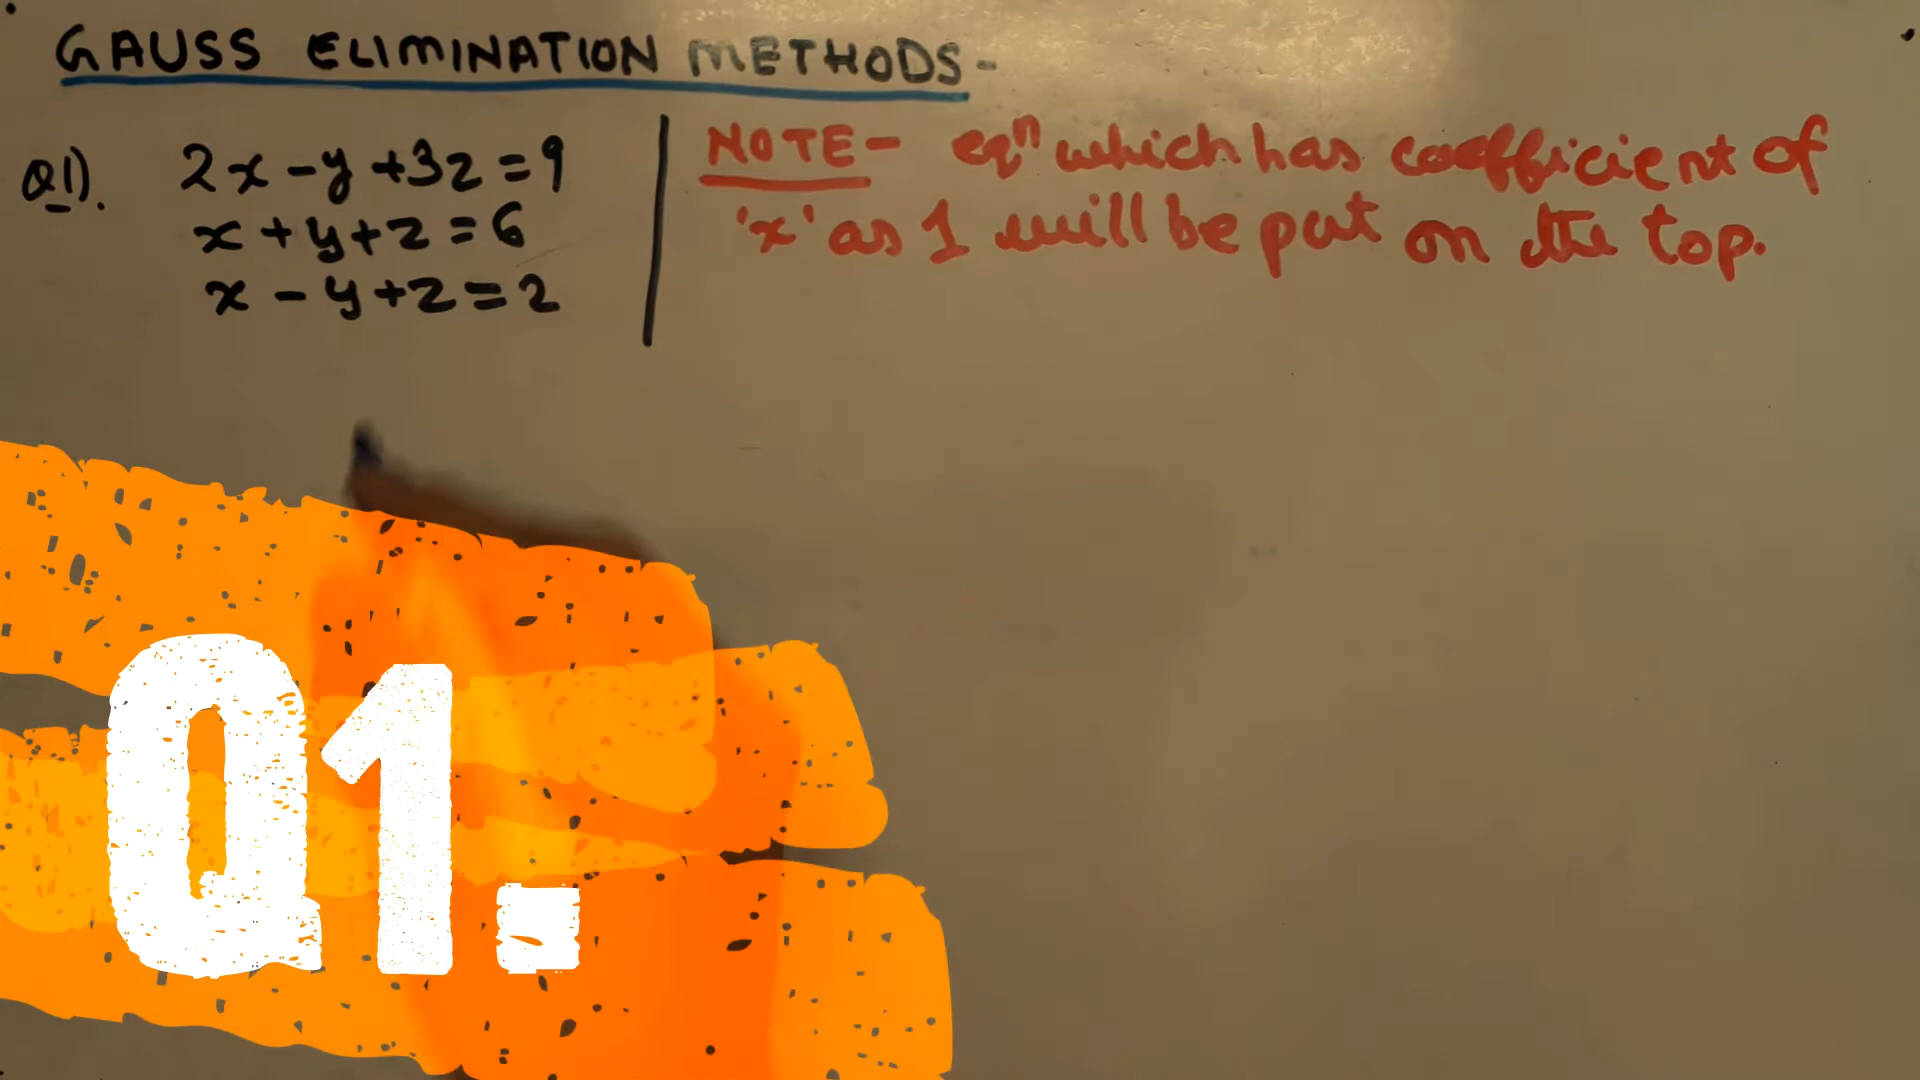 GAUSS ELIMINATION METHODS-
Q1). 2x-y+3z=9
x+y+z=6
x-y+z=2
NOTE- eqⁿ which has coefficient of
'x' as 1 will be put on the top.
Q1.